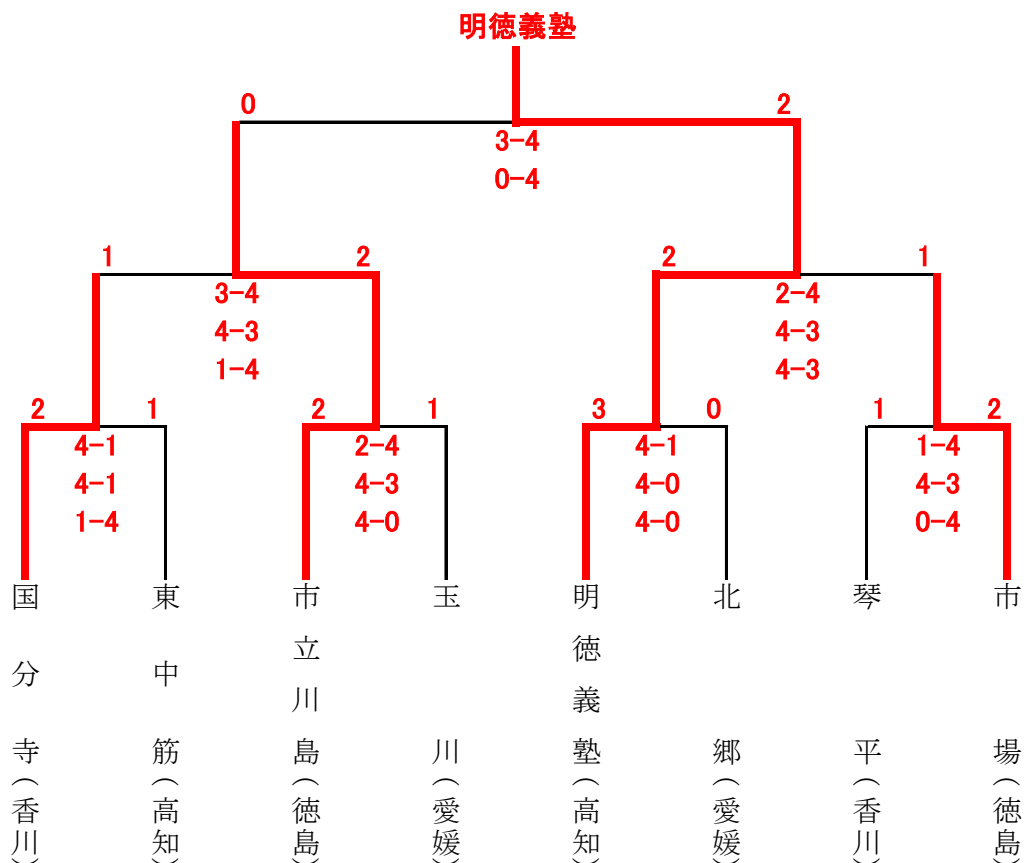 明徳義塾
0 2
3-4
0-4
1 2 2 1
3-4 2-4
4-3 4-3
1-4 4-3
2 1 2 1 3 0 1 2
4-1 2-4 4-1 1-4
4-1 4-3 4-0 4-3
1-4 4-0 4-0 0-4
国分寺(香川)
東中筋(高知)
市立川島(徳島)
玉川(愛媛)
明徳義塾(高知)
北郷(愛媛)
琴平(香川)
市場(徳島)